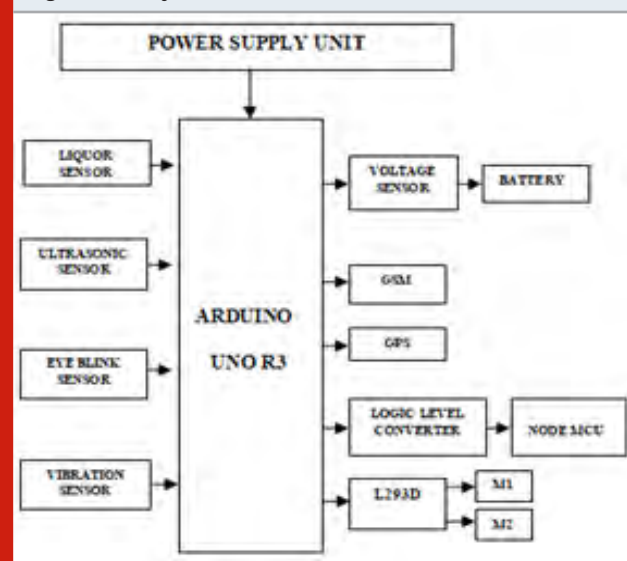 POWER SUPPLY UNIT
LIQUOR
SENSOR
ULTRASONIC
SENSOR
EYE BLINK
SENSOR
VIBRATION
SENSOR
ARDUINO
UNO R3
VOLTAGE
SENSOR
BATTERY
GSM
GPS
LOGIC LEVEL
CONVERTER
NODE MCU
L293D
M1
M2